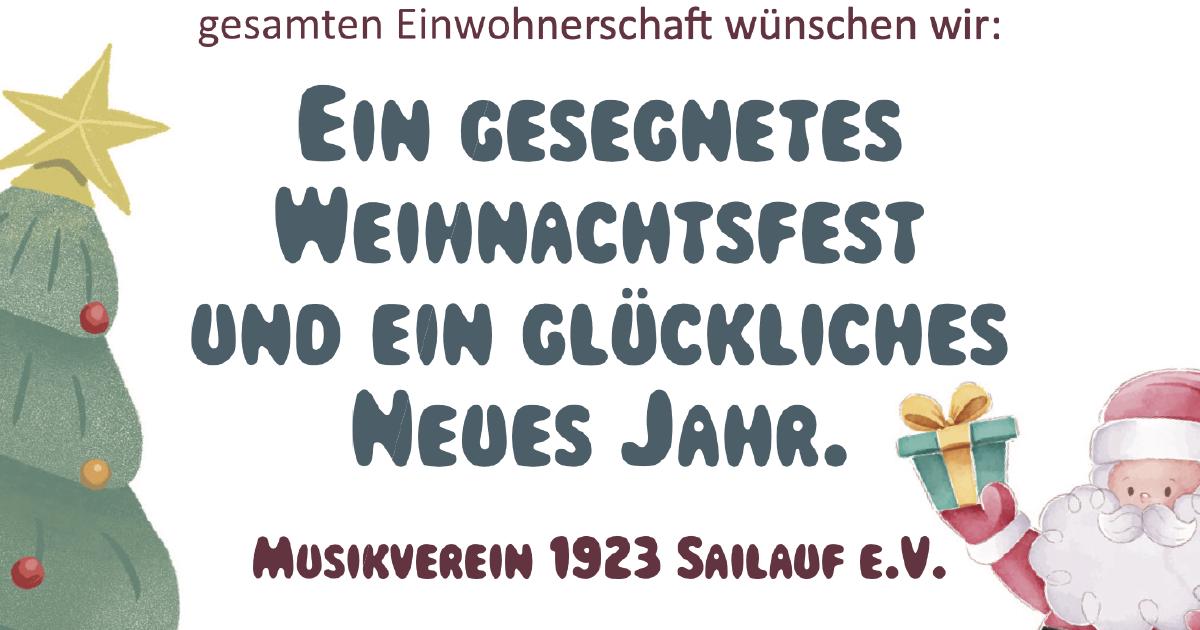 gesamten Einwohnerschaft wünschen wir:
Ein gesegnetes
Weihnachtsfest
und ein glückliches
Neues Jahr.
Musikverein 1923 Sailauf e.V.